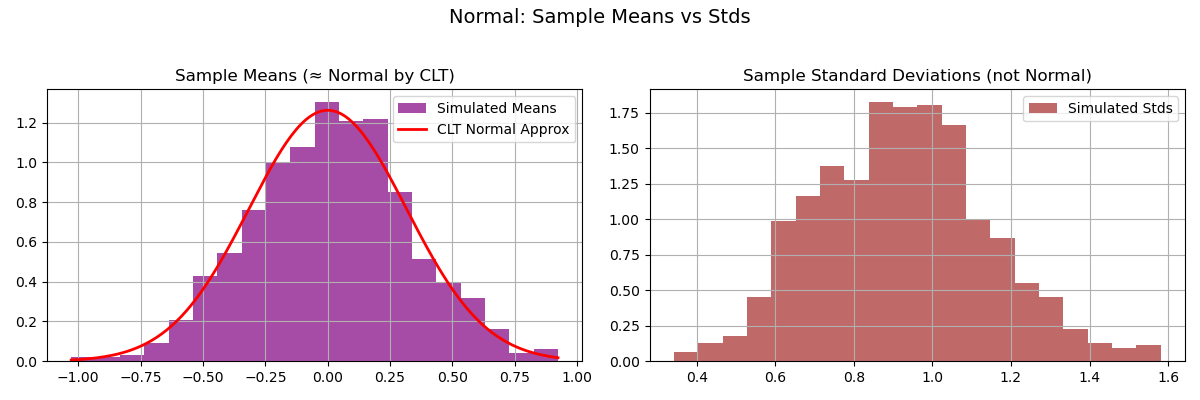 Normal: Sample Means vs Stds
Sample Means (≈ Normal by CLT)
Simulated Means
CLT Normal Approx
1.2
1.0
0.8
0.6
0.4
0.2
0.0
−1.00 −0.75 −0.50 −0.25 0.00 0.25 0.50 0.75 1.00
Sample Standard Deviations (not Normal)
Simulated Stds
1.75
1.50
1.25
1.00
0.75
0.50
0.25
0.00
0.4 0.6 0.8 1.0 1.2 1.4 1.6